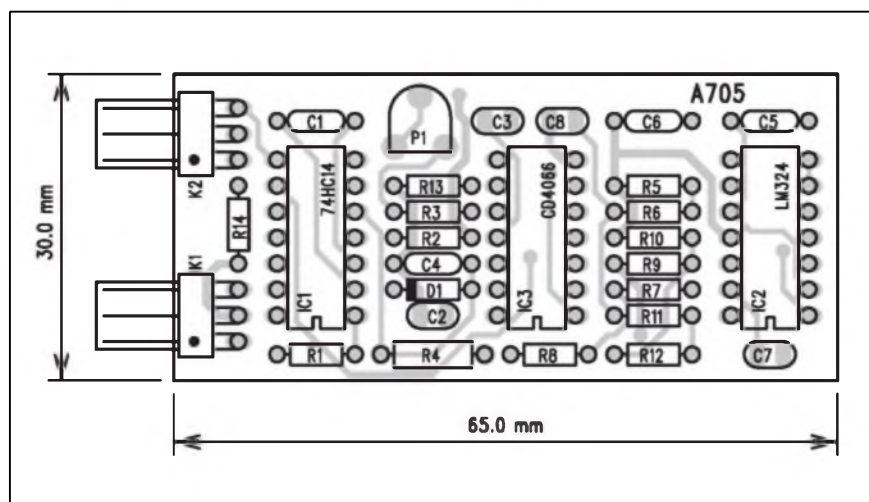 A705
C1
P1
C3
C8
C6
C5
K2
74HC14
R13
R3
R2
C4
D1
C2
CD4066
R5
R6
R10
R9
R7
R11
LM324
R14
K1
IC1
IC3
IC2
R1
R4
R8
R12
C7
30.0 mm
65.0 mm